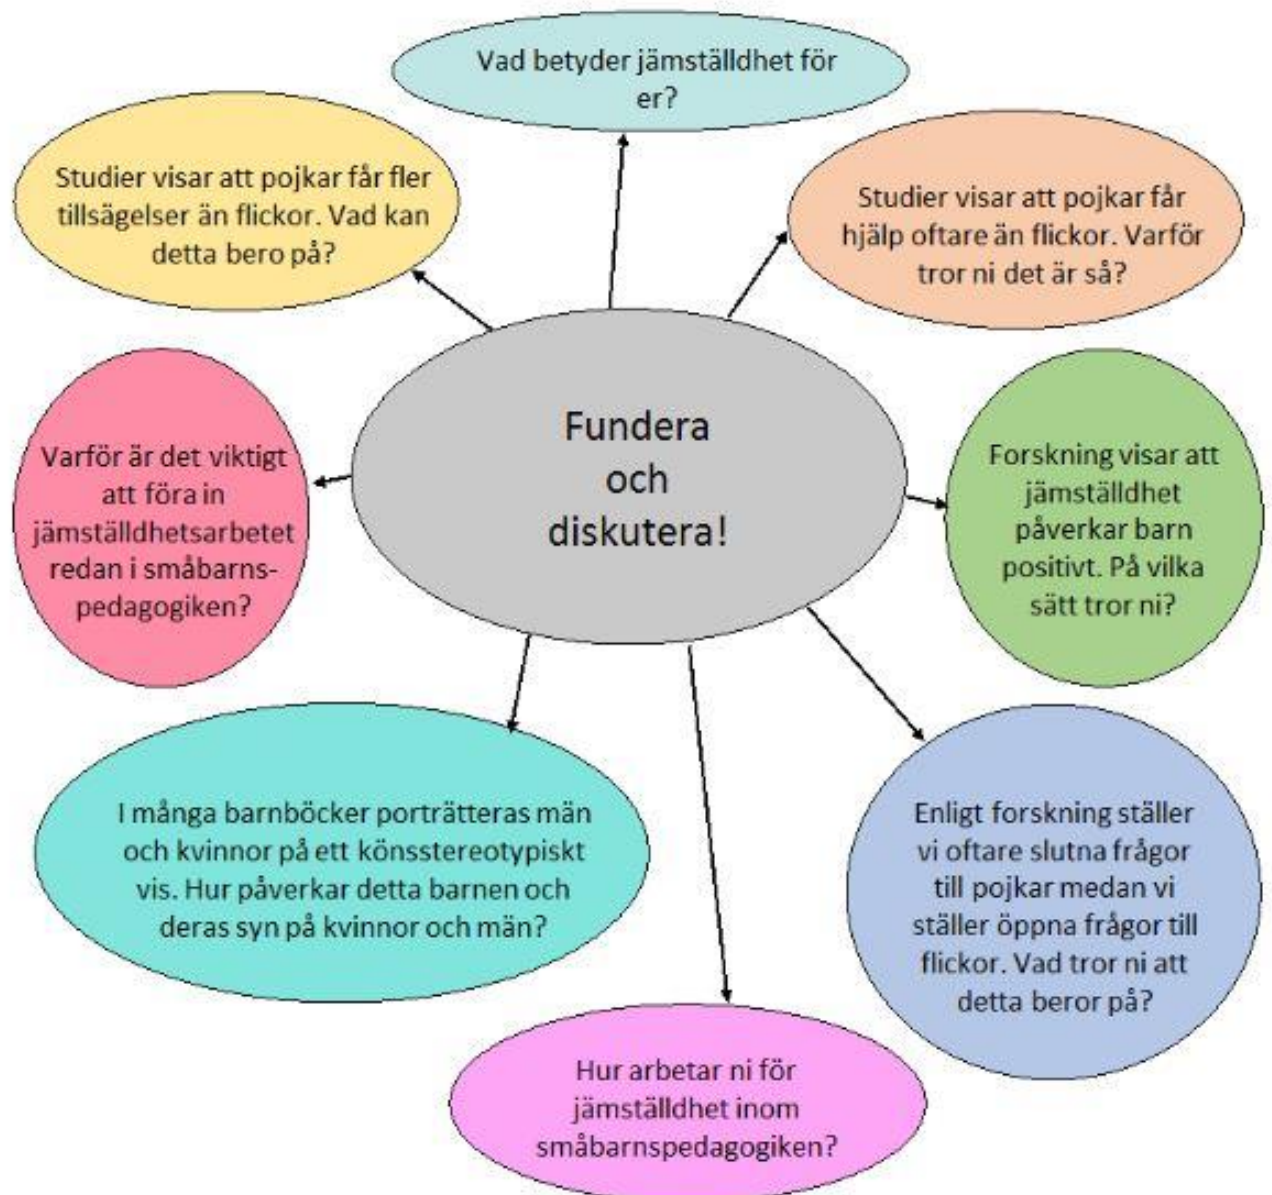 Vad betyder jämställdhet för
er?
Studier visar att pojkar får fler
tillsägelser än flickor. Vad kan
detta bero på?
Studier visar att pojkar får
hjälp oftare än flickor. Varför
tror ni det är så?
Fundera
och
diskutera!
Varför är det viktigt
att föra in
jämställdhetsarbetet
redan i småbarns-
pedagogiken?
Forskning visar att
jämställdhet
påverkar barn
positivt. På vilka
sätt tror ni?
I många barnböcker porträtteras män
och kvinnor på ett könsstereotypiskt
vis. Hur påverkar detta barnen och
deras syn på kvinnor och män?
Enligt forskning ställer
vi oftare slutna frågor
till pojkar medan vi
ställer öppna frågor till
flickor. Vad tror ni att
detta beror på?
Hur arbetar ni för
jämställdhet inom
småbarnspedagogiken?